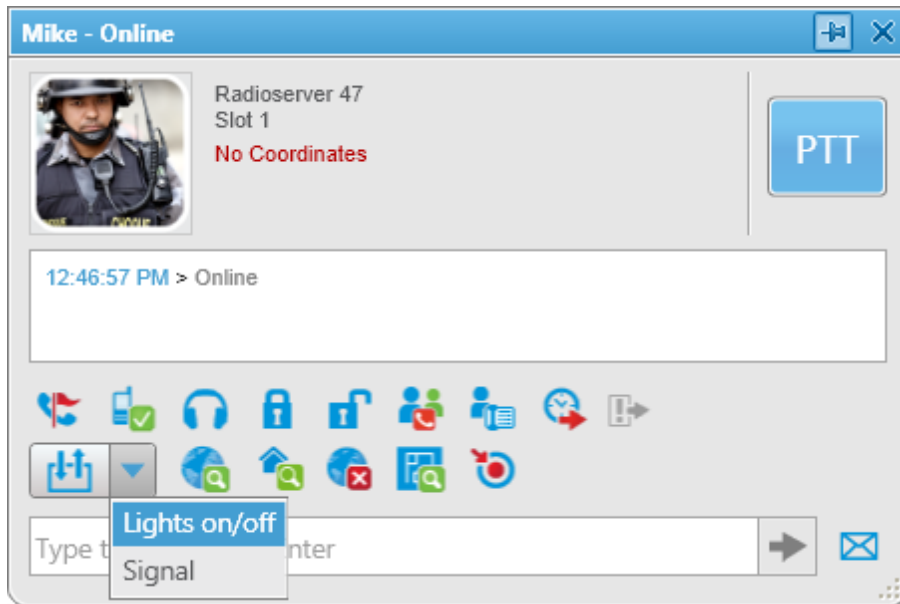 Mike - Online
Radioserver 47
Slot 1
No Coordinates
PTT
12:46:57 PM > Online
Lights on/off
Type t nter
Signal